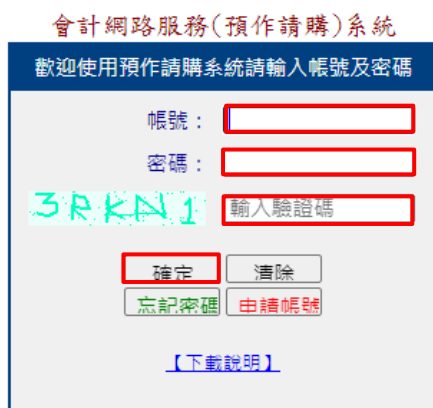 會計網路服務(預作請購)系統
歡迎使用預作請購系統請輸入帳號及密碼
帳號：
密碼：
3RKN1 輸入驗證碼
確定 清除
忘記密碼 申請帳號
【下載說明】